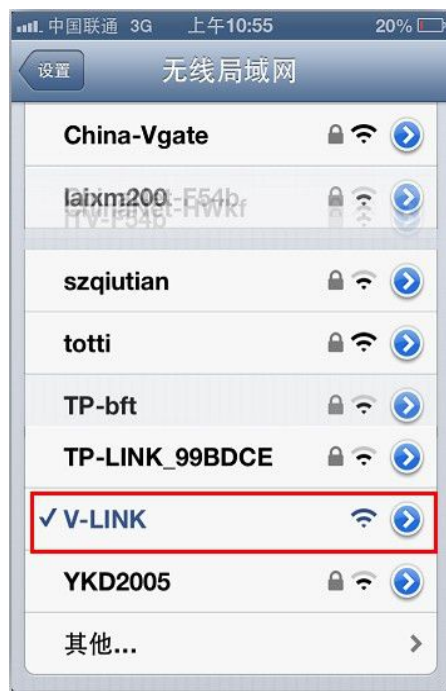 中国联通 3G 上午10:55 20%
设置 无线局域网
China-Vgate
laixm200
szqiutian
totti
TP-bft
TP-LINK_99BDCE
V-LINK
YKD2005
其他...